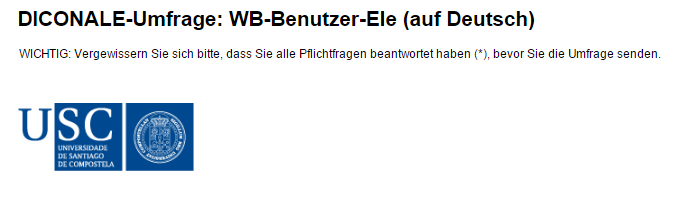 DICONALE-Umfrage: WB-Benutzer-Ele (auf Deutsch)
WICHTIG: Vergewissern Sie sich bitte, dass Sie alle Pflichtfragen beantwortet haben (*), bevor Sie die Umfrage senden.
USC
UNIVERSIDADE
DE SANTIAGO
DE COMPOSTELA